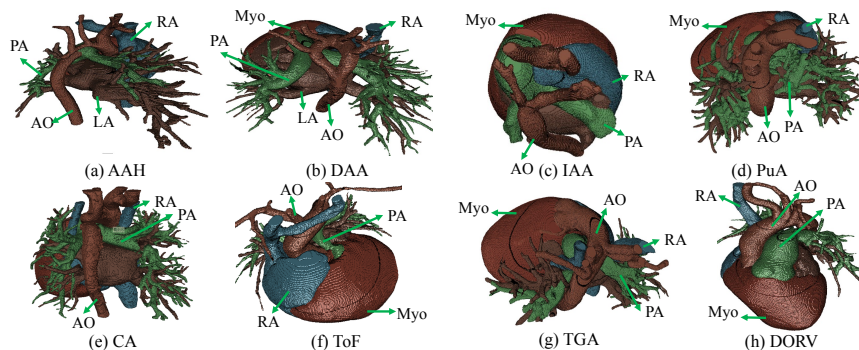 RA
PA
AO
LA
(a) AAH
Myo
RA
PA
LA
AO
(b) DAA
Myo
RA
PA
AO
(c) IAA
RA
AO
PA
(d) PuA
RA
PA
AO
(e) CA
AO
PA
RA
Myo
(f) ToF
AO
Myo
RA
PA
(g) TGA
AO
RA
PA
Myo
(h) DORV